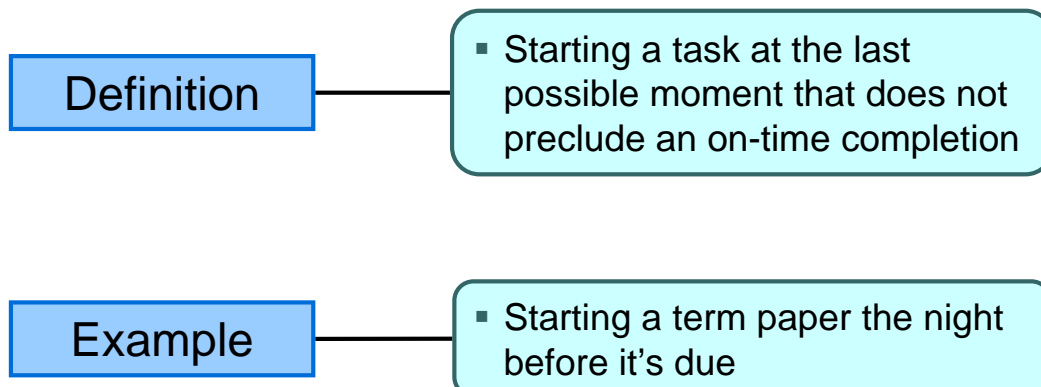 Definition
▪ Starting a task at the last
possible moment that does not
preclude an on-time completion
Example
▪ Starting a term paper the night
before it's due